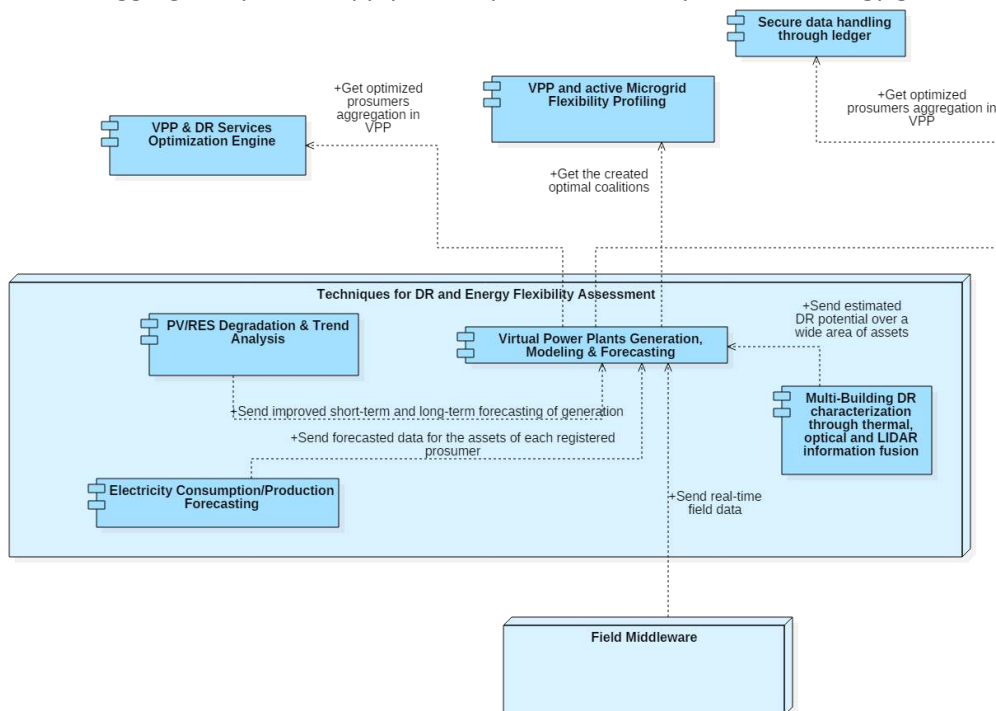 Secure data handling
through ledger
+Get optimized
prosumers
aggregation in
VPP
VPP and active Microgrid
Flexibility Profiling
+Get optimized
prosumers aggregation in
VPP
VPP & DR Services
Optimization Engine
+Get the created
optimal coalitions
Techniques for DR and Energy Flexibility Assessment
PV/RES Degradation & Trend
Analysis
Virtual Power Plants Generation,
Modeling & Forecasting
+Send estimated
DR potential over a
wide area of assets
+Send improved short-term and long-term forecasting of generation
Multi-Building DR
characterization
through thermal,
optical and LIDAR
information fusion
+Send forecasted data for the assets of each registered
prosumer
Electricity Consumption/Production
Forecasting
+Send real-time
field data
Field Middleware